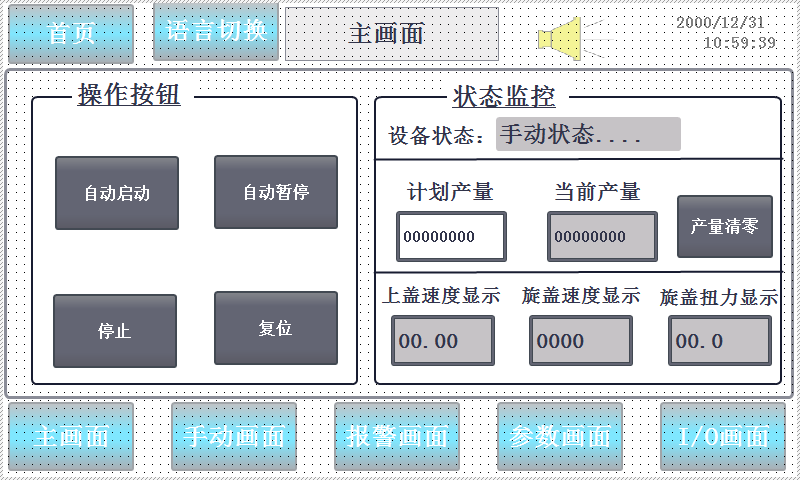 首页
语言切换
主画面
2000/12/31
10:59:39
操作按钮
自动启动
自动暂停
停止
复位
状态监控
设备状态：
手动状态....
计划产量
当前产量
00000000
00000000
产量清零
上盖速度显示
旋盖速度显示
旋盖扭力显示
00.00
0000
00.0
主画面
手动画面
报警画面
参数画面
I/O画面